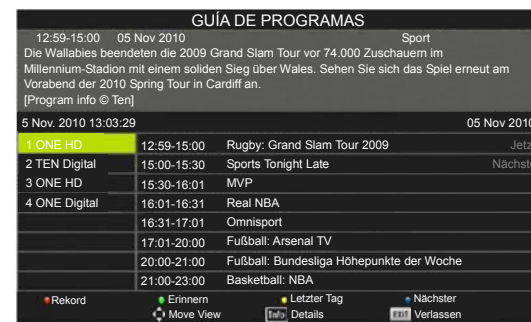 GUÍA DE PROGRAMAS
12:59-15:00 05 Nov 2010 Sport
Die Wallabies beendeten die 2009 Grand Slam Tour vor 74.000 Zuschauern im
Millennium-Stadion mit einem soliden Sieg über Wales. Sehen Sie sich das Spiel erneut am
Vorabend der 2010 Spring Tour in Cardiff an.
[Program info © Ten]
5 Nov. 2010 13:03:29 05 Nov 2010
1 ONE HD 12:59-15:00 Rugby: Grand Slam Tour 2009 Jetz
2 TEN Digital 15:00-15:30 Sports Tonight Late Nächste
3 ONE HD 15:30-16:01 MVP
4 ONE Digital 16:01-16:31 Real NBA
16:31-17:01 Omnisport
17:01-20:00 Fußball: Arsenal TV
20:00-21:00 Fußball: Bundesliga Höhepunkte der Woche
21:00-23:00 Basketball: NBA
Rekord Erinnern Letzter Tag Nächster
Move View Info Details EXIT Verlassen